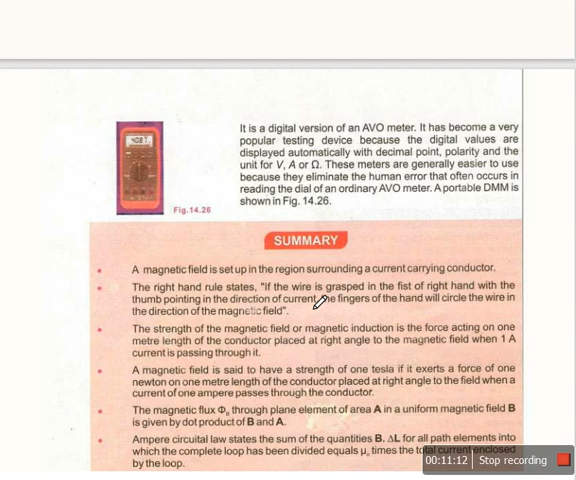 It is a digital version of an AVO meter. It has become a very
popular testing device because the digital values are
displayed automatically with decimal point, polarity and the
unit for V, A or Ω. These meters are generally easier to use
because they eliminate the human error that often occurs in
reading the dial of an ordinary AVO meter. A portable DMM is
shown in Fig. 14.26.
Fig.14.26
SUMMARY
• A magnetic field is set up in the region surrounding a current carrying conductor.
• The right hand rule states, "If the wire is grasped in the fist of right hand with the
thumb pointing in the direction of current, fingers of the hand will circle the wire in
the direction of the magnetic field".
• The strength of the magnetic field or magnetic induction is the force acting on one
metre length of the conductor placed at right angle to the magnetic field when 1 A
current is passing through it.
• A magnetic field is said to have a strength of one tesla if it exerts a force of one
newton on one metre length of the conductor placed at right angle to the field when a
current of one ampere passes through the conductor.
• The magnetic flux Φ through plane element of area A in a uniform magnetic field B
is given by dot product of B and A.
• Ampere circuital law states the sum of the quantities B. ΔL for all path elements into
which the complete loop has been divided equals μ times the total current enclosed
by the loop.
00:11:12 Stop recording